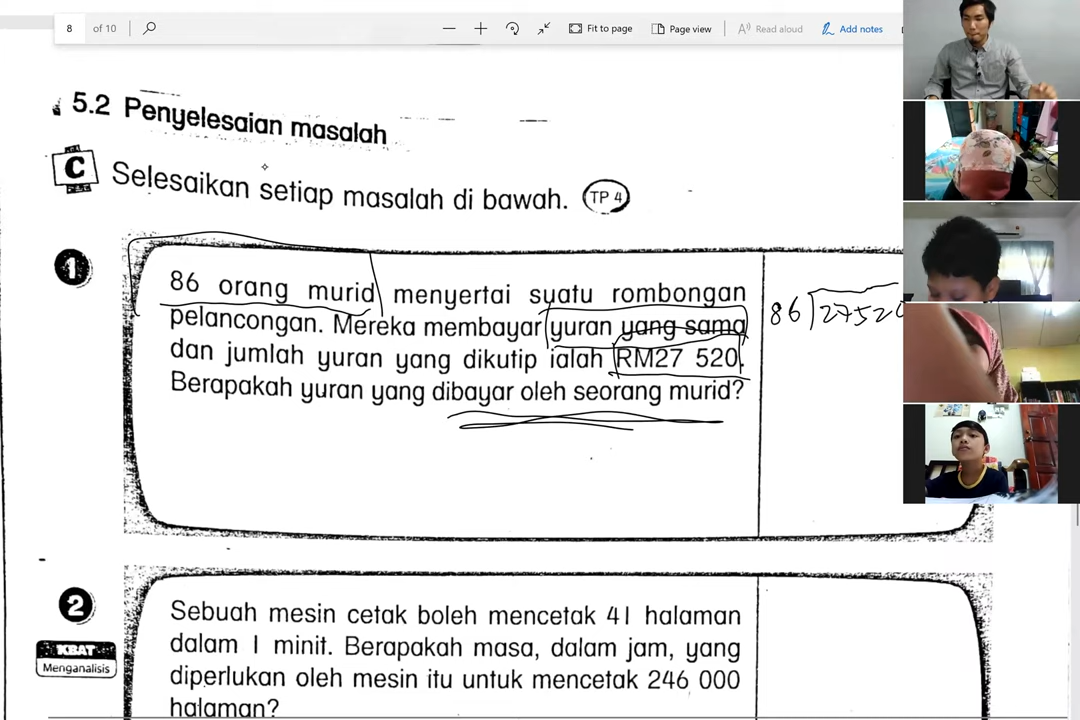 8 of 10 Fit to page Page view Read aloud Add notes
5.2 Penyelesaian masalah
C Selesaikan setiap masalah di bawah. TP 4
1
86 orang murid menyertai suatu rombongan
pelancongan. Mereka membayar yuran yang sama
dan jumlah yuran yang dikutip ialah RM27 520.
Berapakah yuran yang dibayar oleh seorang murid?
86 27520
2
KBAT
Menganalisis
Sebuah mesin cetak boleh mencetak 41 halaman
dalam 1 minit. Berapakah masa, dalam jam, yang
diperlukan oleh mesin itu untuk mencetak 246 000
halaman?